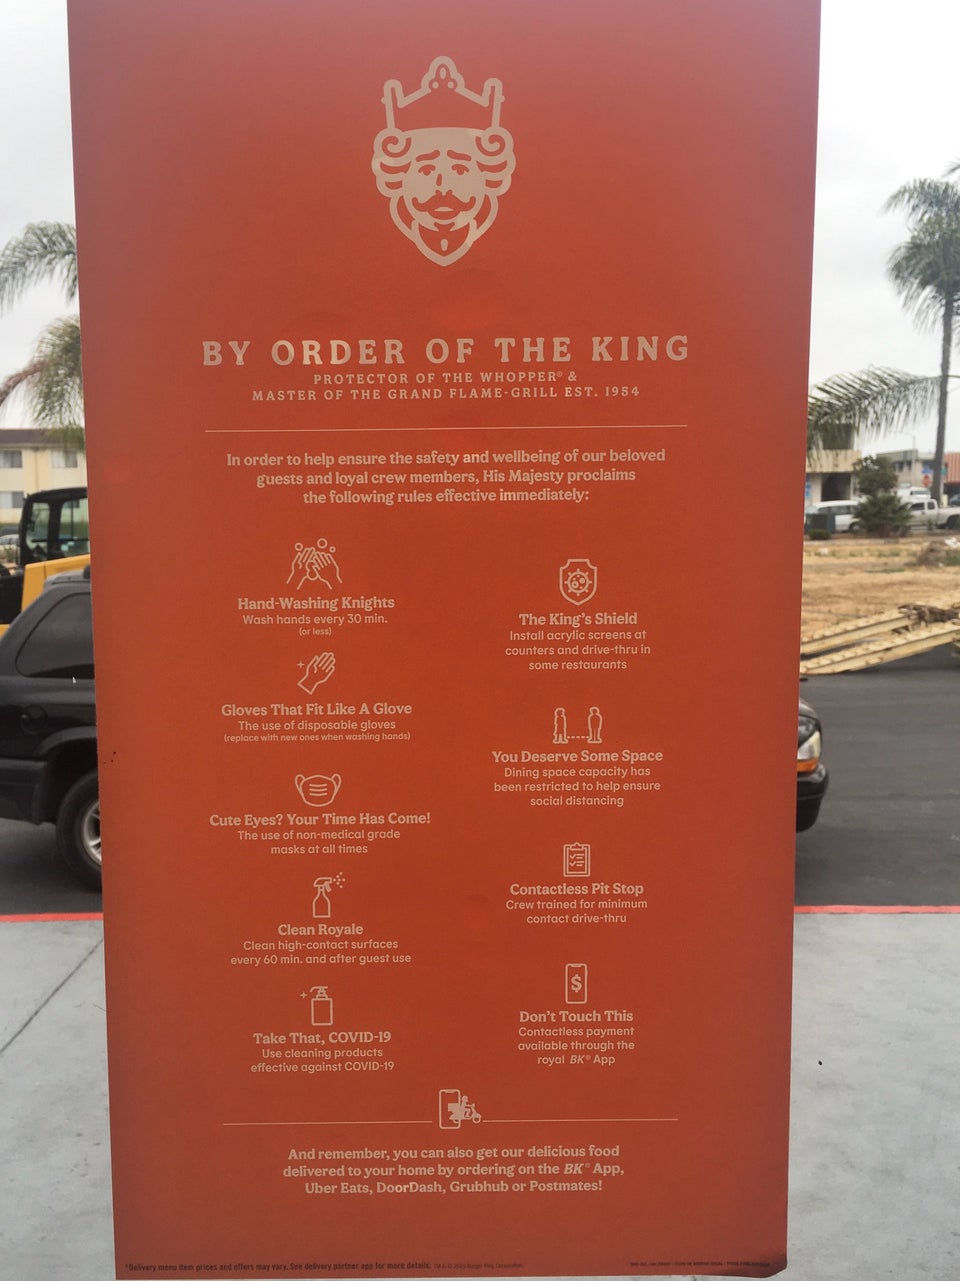 BY ORDER OF THE KING
PROTECTOR OF THE WHOPPER® &
MASTER OF THE GRAND FLAME-GRILL EST. 1954
In order to help ensure the safety and wellbeing of our beloved
guests and loyal crew members, His Majesty proclaims
the following rules effective immediately:
Hand-Washing Knights
Wash hands every 30 min.
(or less)
Gloves That Fit Like A Glove
The use of disposable gloves
(replace with new ones when washing hands)
Cute Eyes? Your Time Has Come!
The use of non-medical grade
masks at all times
Clean Royale
Clean high-contact surfaces
every 60 min. and after guest use
Take That, COVID-19
Use cleaning products
effective against COVID-19
The King's Shield
Install acrylic screens at
counters and drive-thru in
some restaurants
You Deserve Some Space
Dining space capacity has
been restricted to help ensure
social distancing
Contactless Pit Stop
Crew trained for minimum
contact drive-thru
$
Don't Touch This
Contactless payment
available through the
royal BK® App
And remember, you can also get our delicious food
delivered to your home by ordering on the BK® App,
Uber Eats, DoorDash, Grubhub or Postmates!
*Delivery menu item prices and offers may vary. See delivery partner app for more details. TM & © 2020 Burger King Corporation.